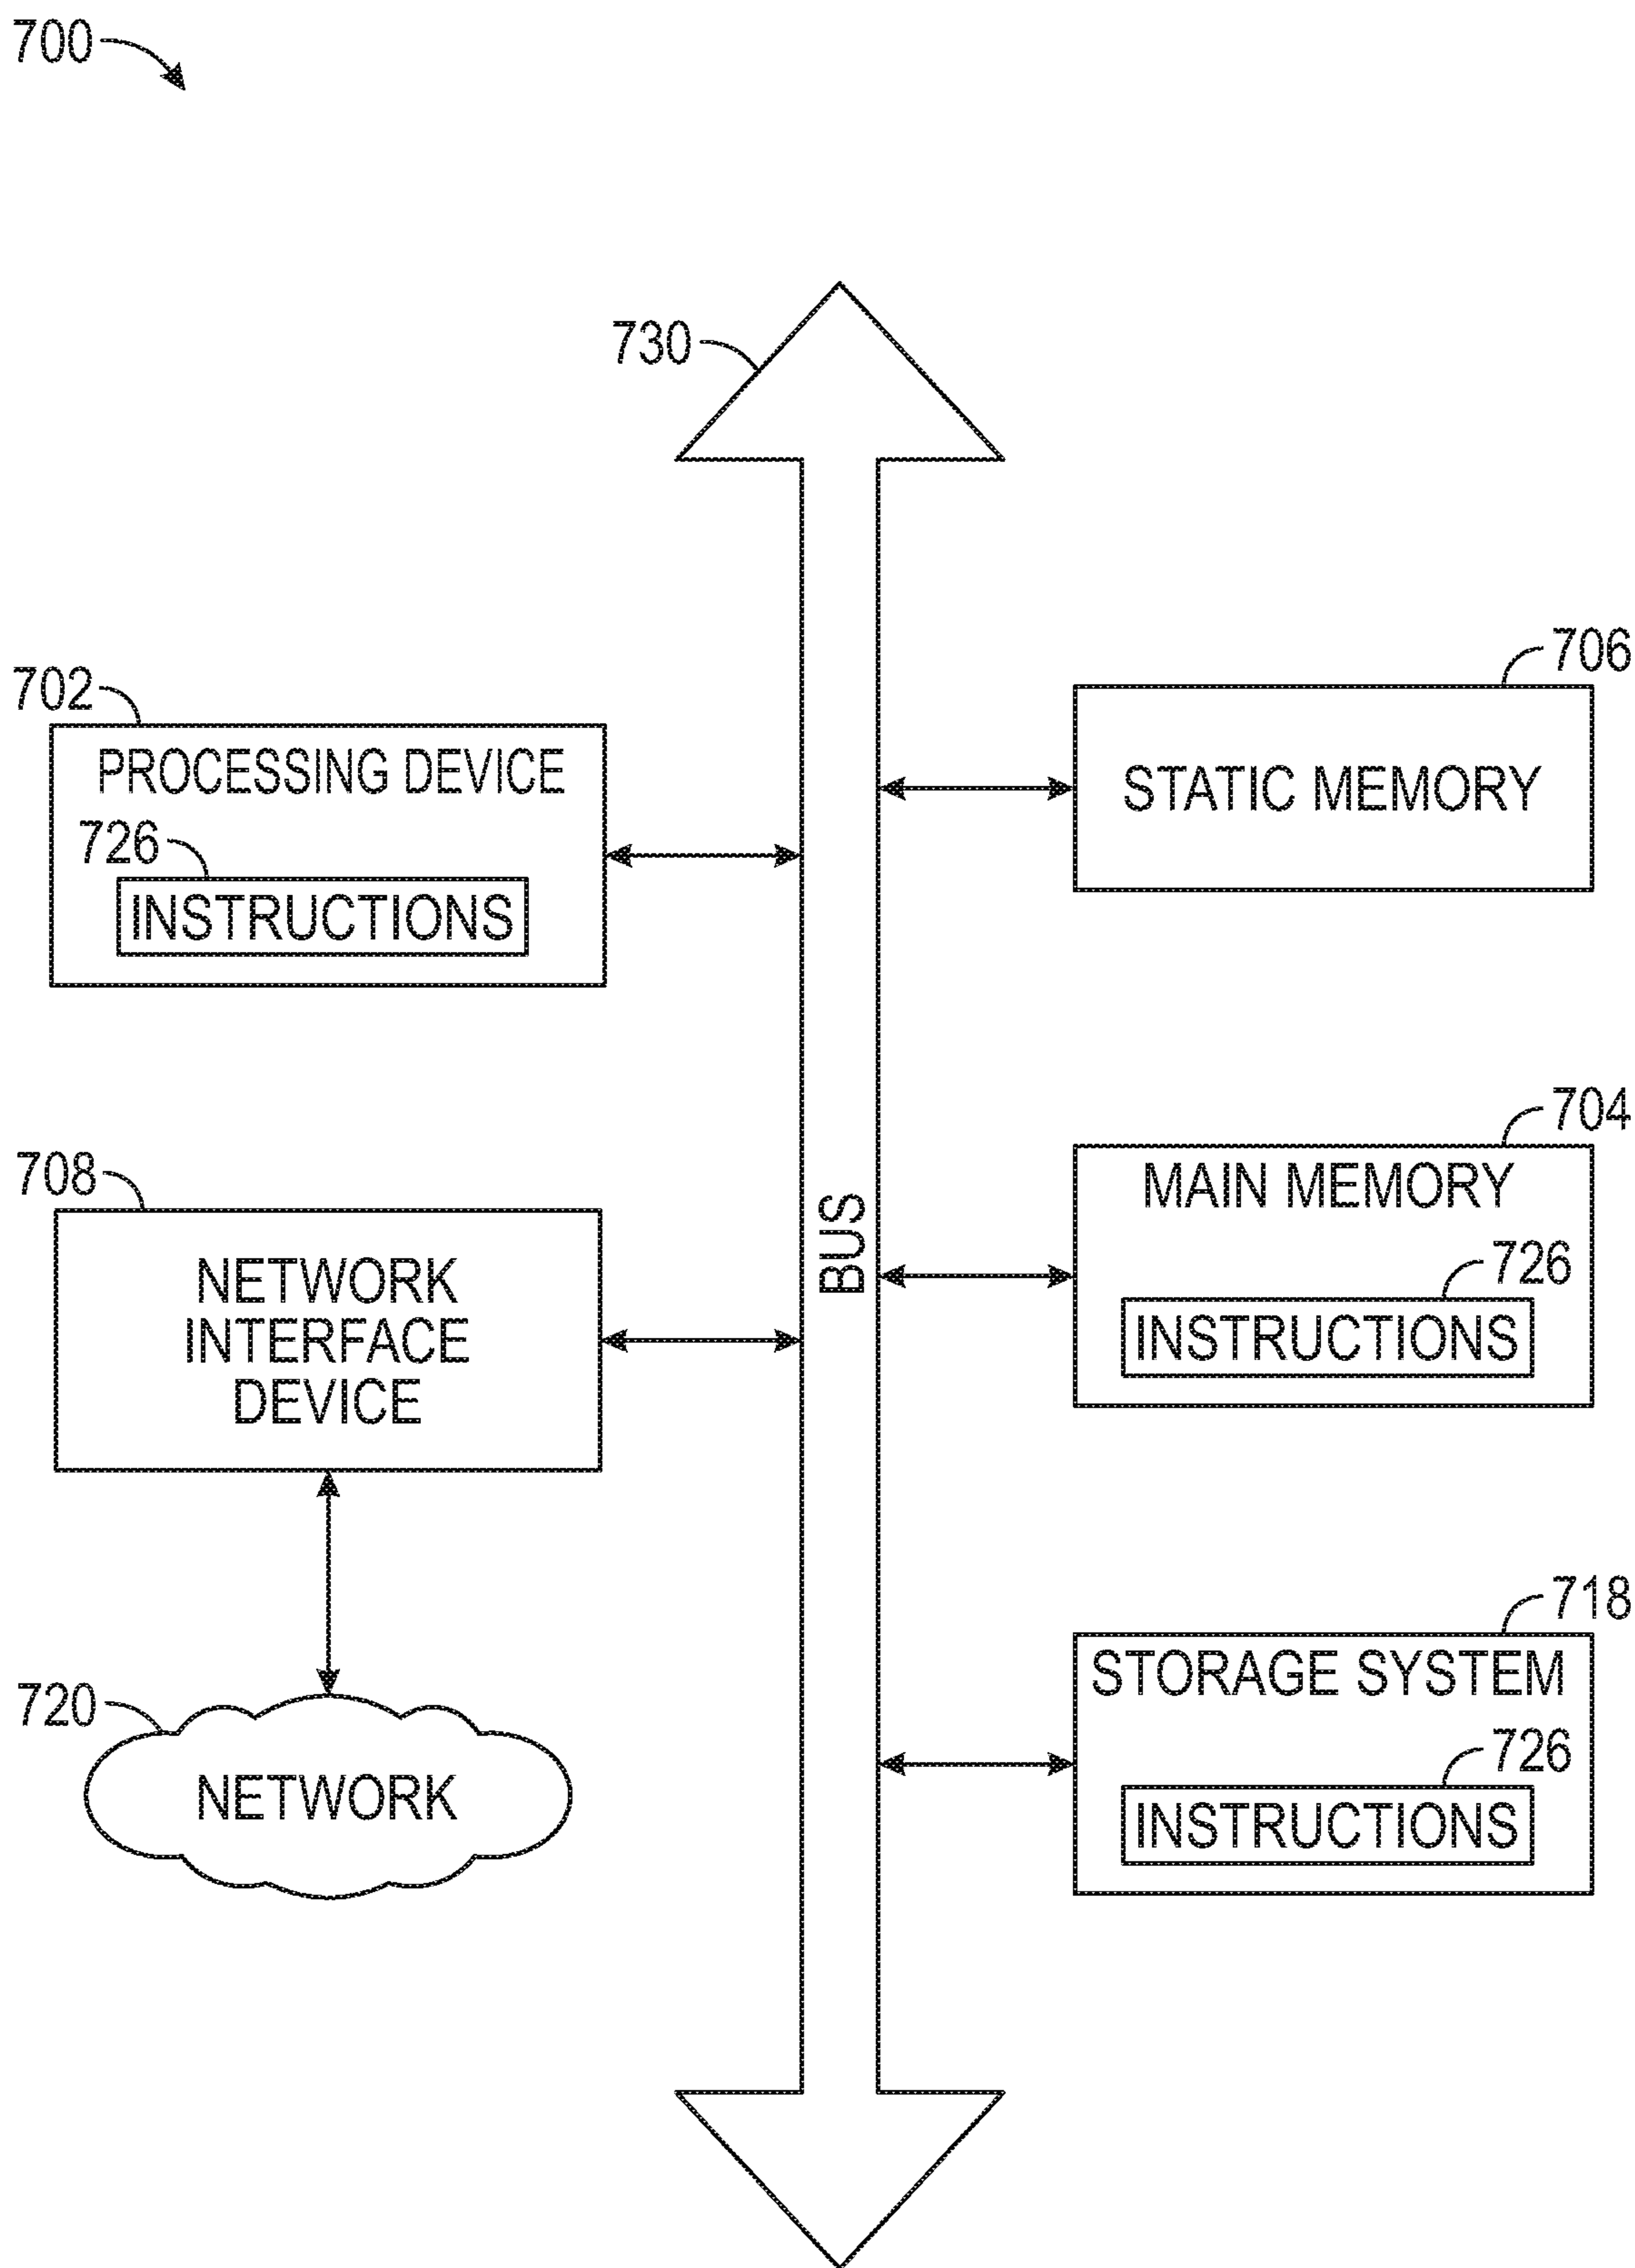 700
730
702
PROCESSING DEVICE
726
INSTRUCTIONS
706
STATIC MEMORY
708
NETWORK
INTERFACE
DEVICE
BUS
704
MAIN MEMORY
726
INSTRUCTIONS
720
NETWORK
718
STORAGE SYSTEM
726
INSTRUCTIONS